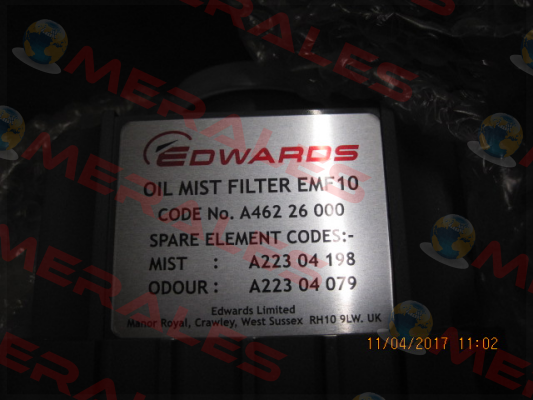 EDWARDS
OIL MIST FILTER EMF10
CODE No. A462 26 000
SPARE ELEMENT CODES:-
MIST : A223 04 198
ODOUR : A223 04 079
Edwards Limited
Manor Royal, Crawley, West Sussex RH10 9LW. UK
11/04/2017 11:02
MERALES
MERALES
MERALES
MERALES